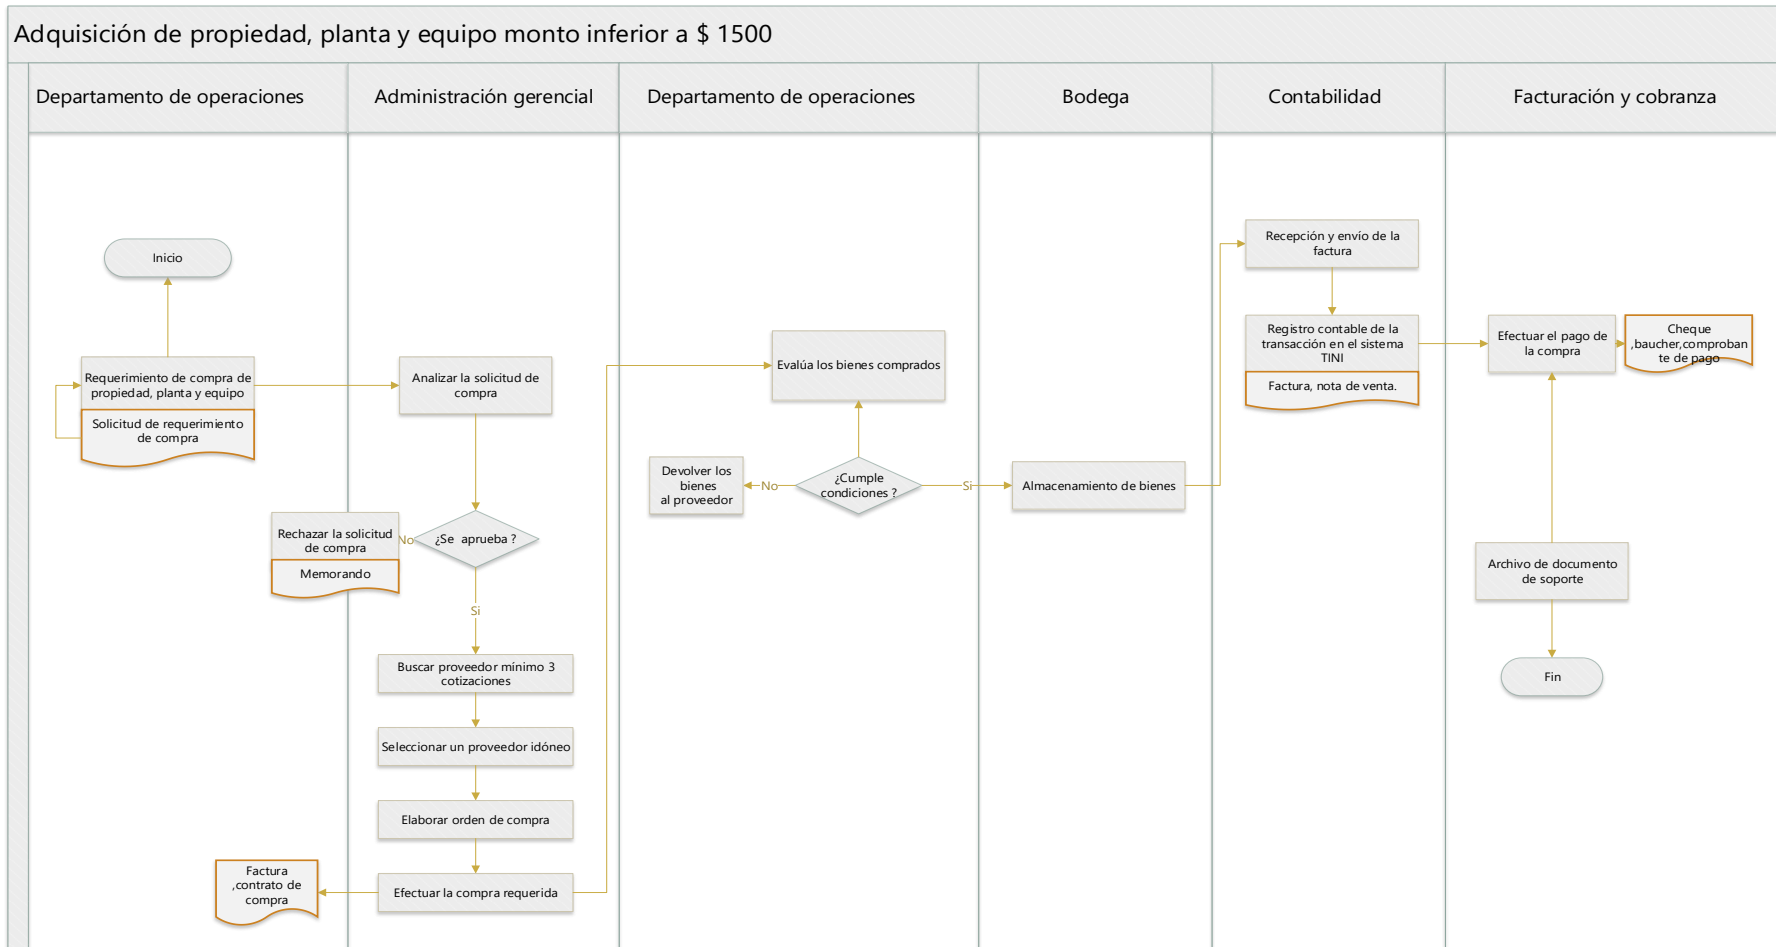 Adquisición de propiedad, planta y equipo monto inferior a $ 1500
Departamento de operaciones
Administración gerencial
Departamento de operaciones
Bodega
Contabilidad
Facturación y cobranza
Inicio
Requerimiento de compra de
propiedad, planta y equipo
Solicitud de requerimiento
de compra
Analizar la solicitud de
compra
¿Se aprueba ?
No
Rechazar la solicitud
de compra
Memorando
Si
Buscar proveedor mínimo 3
cotizaciones
Seleccionar un proveedor idóneo
Elaborar orden de compra
Efectuar la compra requerida
Factura
,contrato de
compra
Evalúa los bienes comprados
¿Cumple
condiciones ?
No
Devolver los
bienes
al proveedor
Si
Almacenamiento de bienes
Recepción y envío de la
factura
Registro contable de la
transacción en el sistema
TINI
Factura, nota de venta.
Efectuar el pago de
la compra
Cheque
,baucher,comproban
te de pago
Archivo de documento
de soporte
Fin